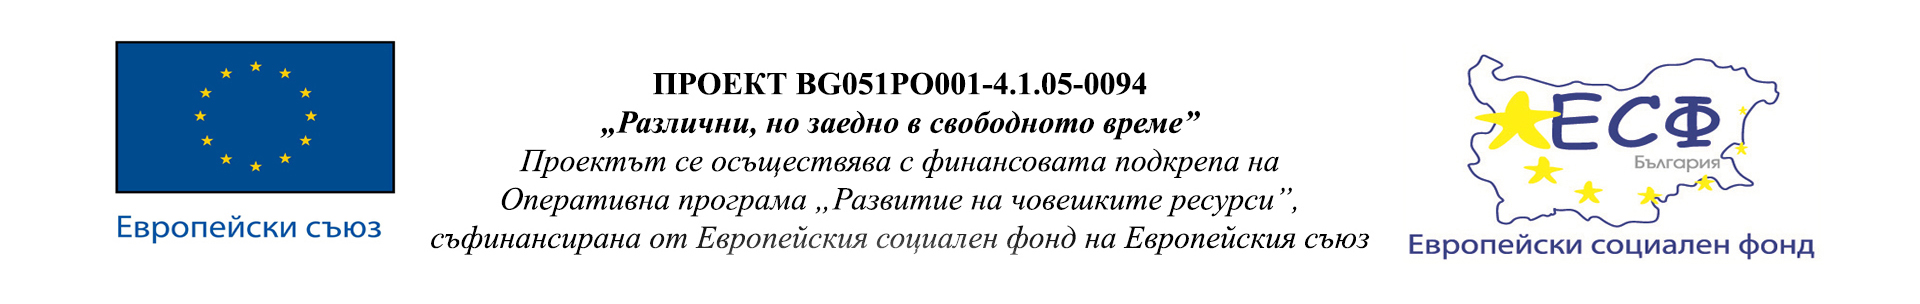 ПРОЕКТ BG051PO001-4.1.05-0094
„Различни, но заедно в свободното време”
Проектът се осъществява с финансовата подкрепа на
Оперативна програма „Развитие на човешките ресурси”,
съфинансирана от Европейския социален фонд на Европейския съюз
Европейски съюз
ЕСФ
България
Европейски социален фонд